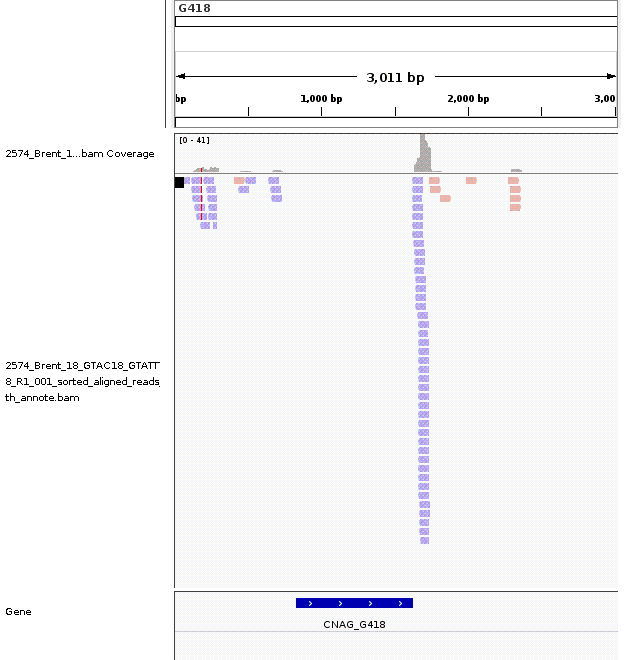 G418
3,011 bp
bp 1,000 bp 2,000 bp 3,00
[0 - 41]
2574_Brent_1...bam Coverage
2574_Brent_18_GTAC18_GTATT
8_R1_001_sorted_aligned_reads_
th_annote.bam
Gene
CNAG_G418